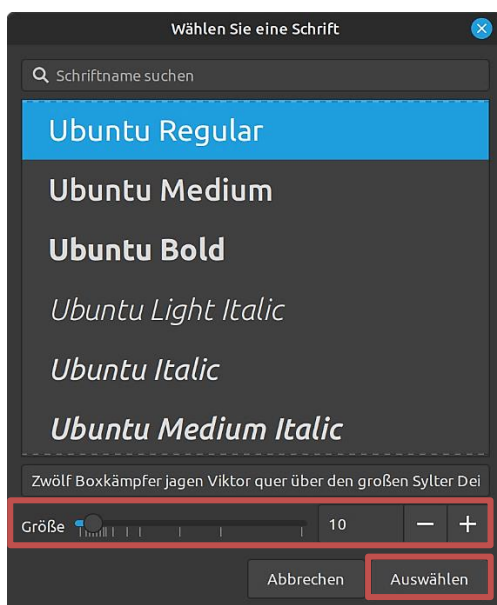 Wählen Sie eine Schrift
Schriftname suchen
Ubuntu Regular
Ubuntu Medium
Ubuntu Bold
Ubuntu Light Italic
Ubuntu Italic
Ubuntu Medium Italic
Zwölf Boxkämpfer jagen Viktor quer über den großen Sylter Dei
Größe 10 − +
Abbrechen Auswählen